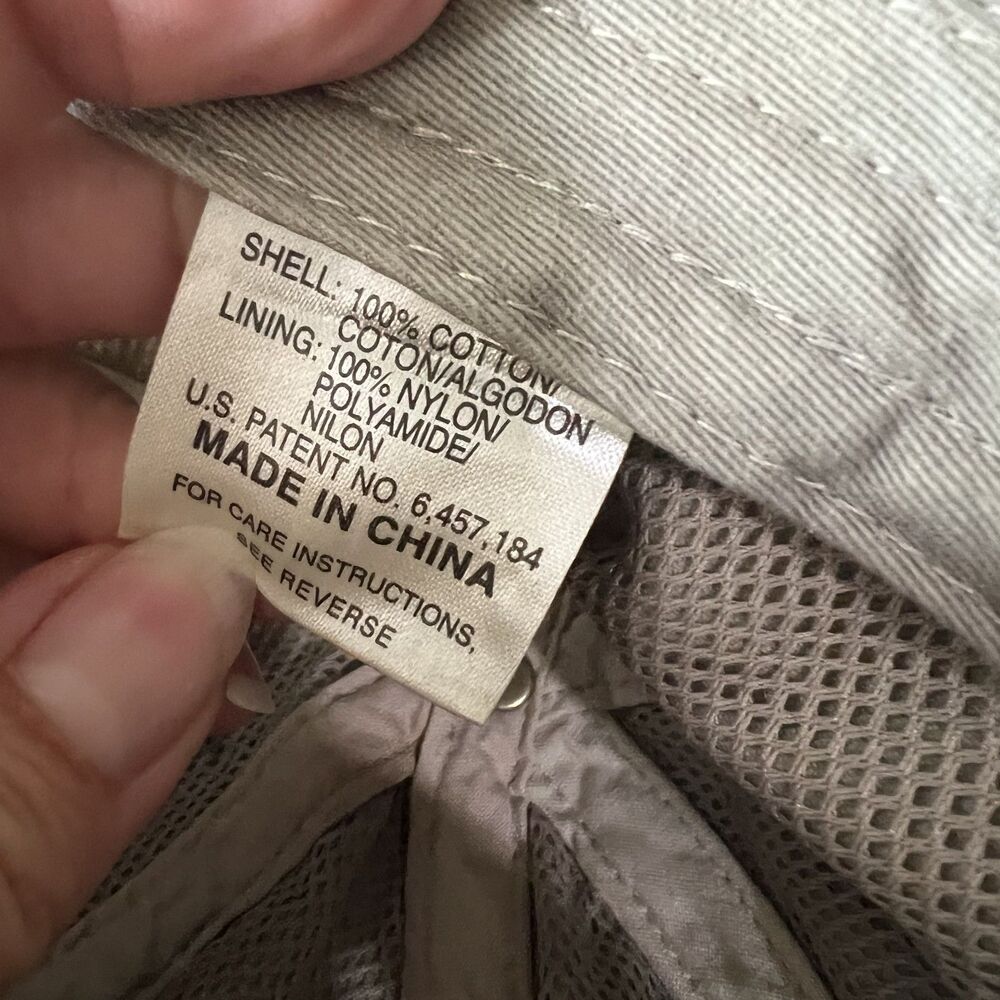 SHELL: 100% COTTON/
COTON/ALGODON
LINING: 100% NYLON/
POLYAMIDE/
NILON
U.S. PATENT NO. 6,457,184
MADE IN CHINA
FOR CARE INSTRUCTIONS,
SEE REVERSE